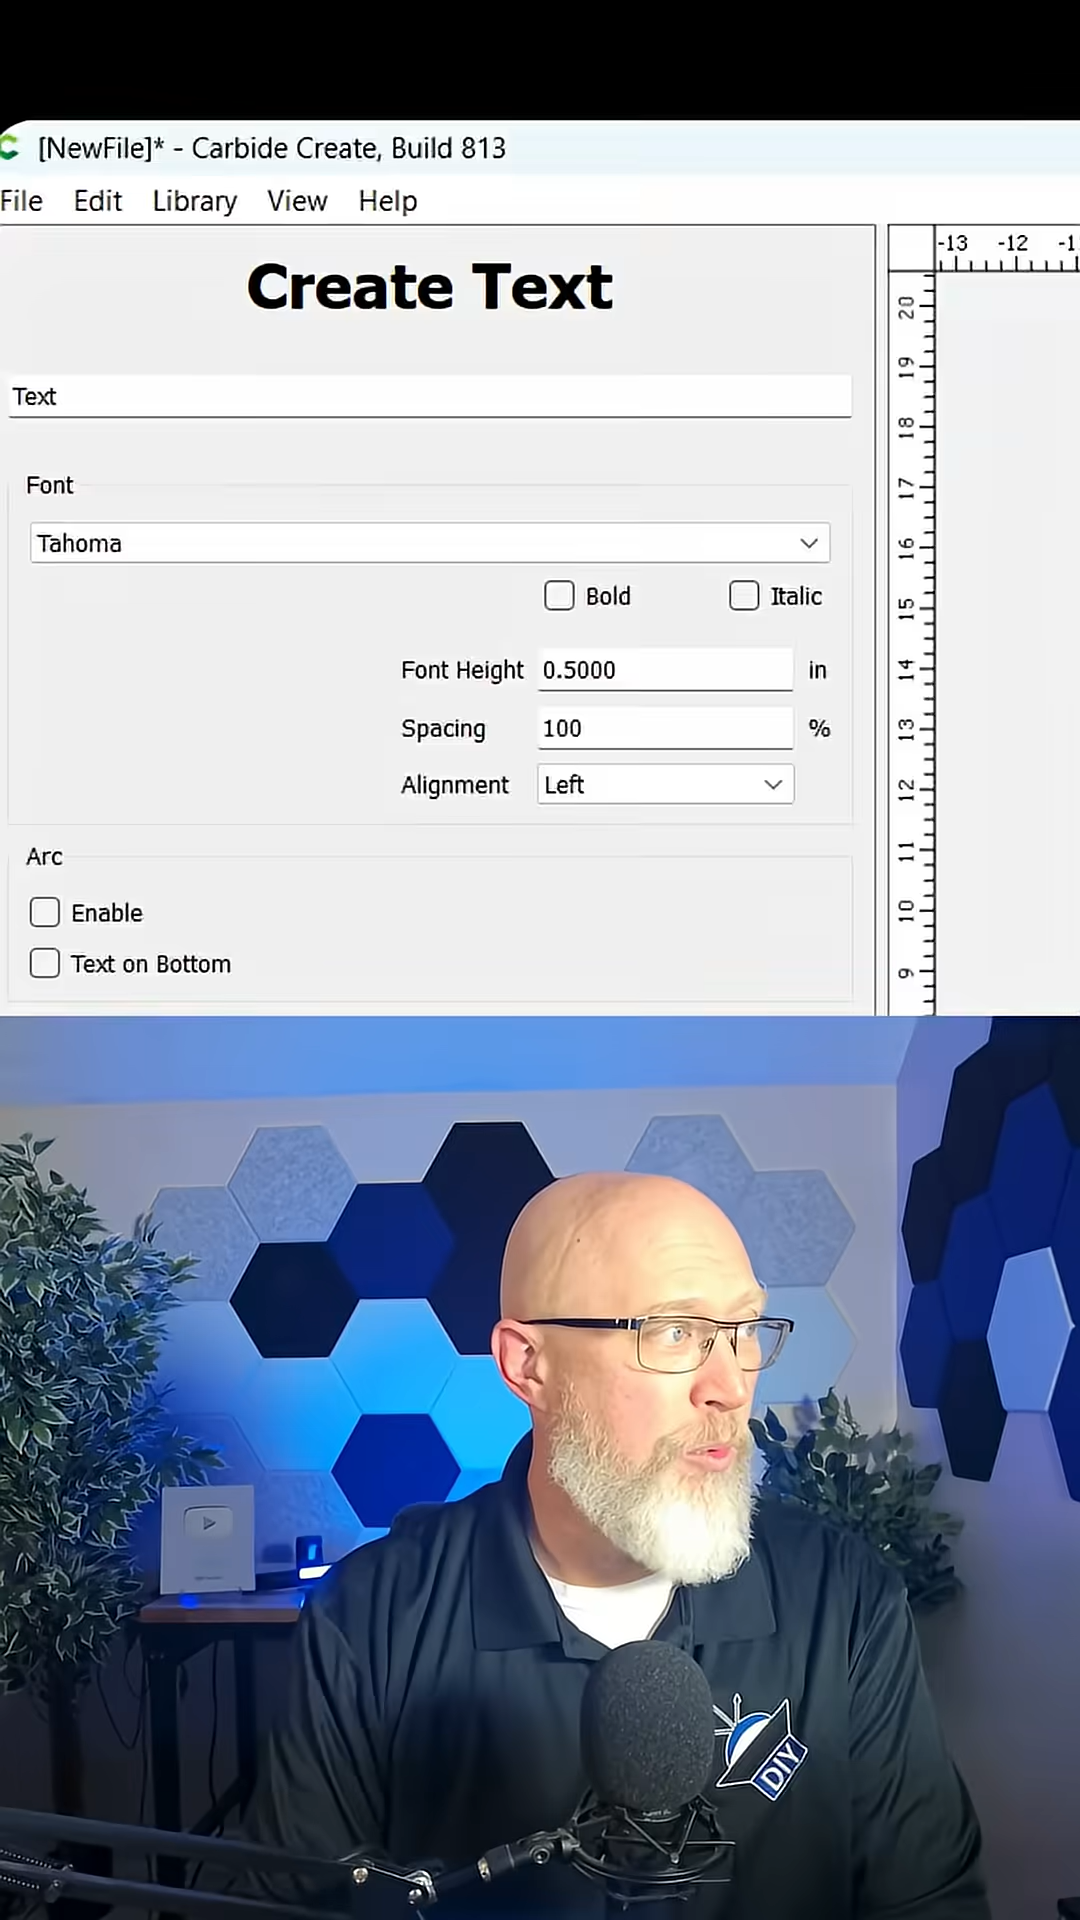 [NewFile]* - Carbide Create, Build 813
File Edit Library View Help
Create Text
Text
Font
Tahoma
Bold Italic
Font Height 0.5000 in
Spacing 100 %
Alignment Left
Arc
Enable
Text on Bottom
-13 -12
20
19
18
17
16
15
14
13
12
11
10
9
DIY